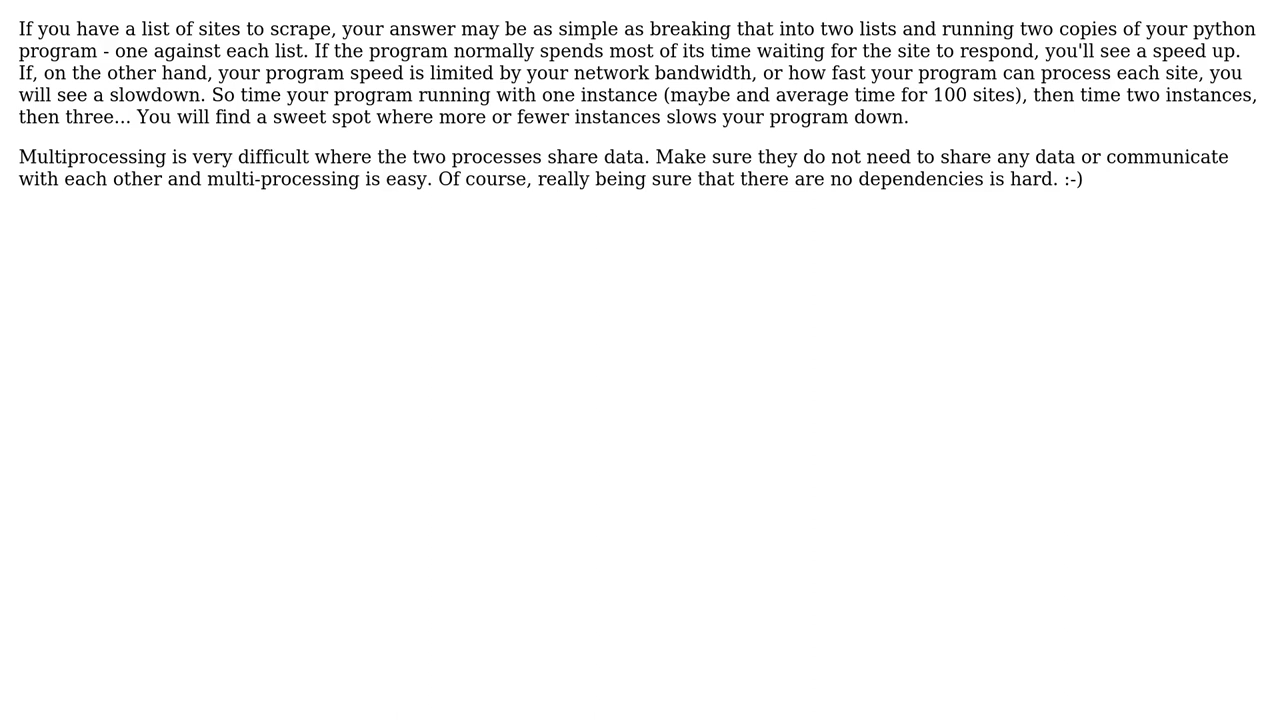 If you have a list of sites to scrape, your answer may be as simple as breaking that into two lists and running two copies of your python
program - one against each list. If the program normally spends most of its time waiting for the site to respond, you'll see a speed up.
If, on the other hand, your program speed is limited by your network bandwidth, or how fast your program can process each site, you
will see a slowdown. So time your program running with one instance (maybe and average time for 100 sites), then time two instances,
then three... You will find a sweet spot where more or fewer instances slows your program down.
Multiprocessing is very difficult where the two processes share data. Make sure they do not need to share any data or communicate
with each other and multi-processing is easy. Of course, really being sure that there are no dependencies is hard. :-)